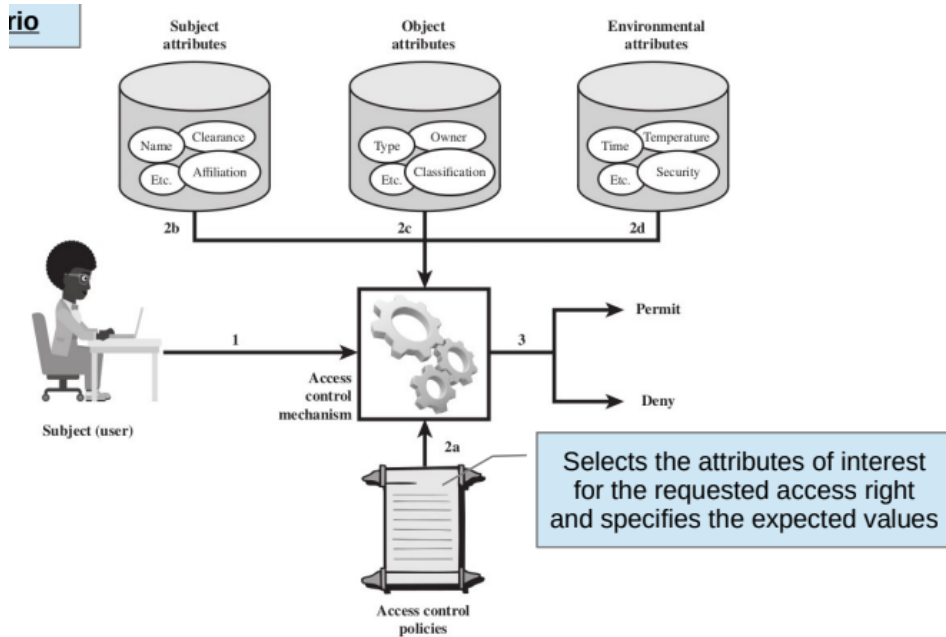 rio
Subject
attributes
Object
attributes
Environmental
attributes
Name
Clearance
Etc.
Affiliation
Type
Owner
Etc.
Classification
Time
Temperature
Etc.
Security
2b
2c
2d
1
3
Permit
Deny
Access
control
mechanism
Subject (user)
2a
Selects the attributes of interest
for the requested access right
and specifies the expected values
Access control
policies